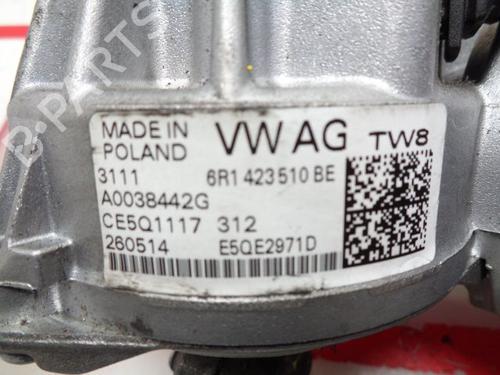 B-PARTS
MADE IN POLAND VW AG TW8
3111 6R1 423 510 BE
A0038442G
CE5Q1117 312
260514 E5QE2971D